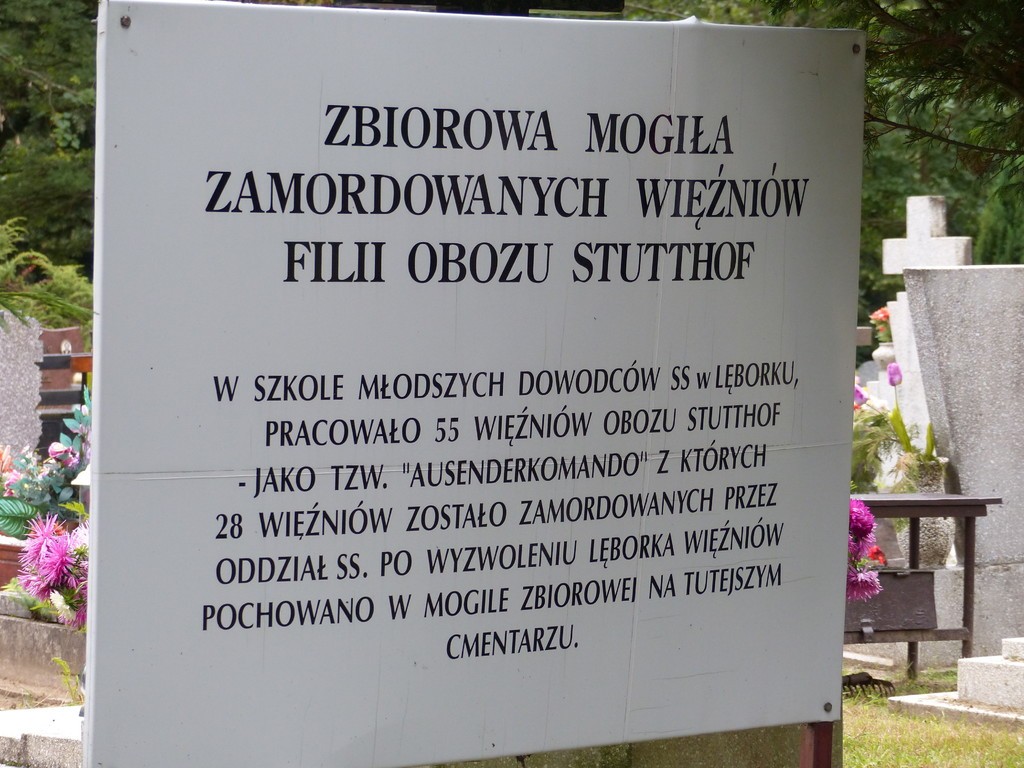 ZBIOROWA MOGIŁA
ZAMORDOWANYCH WIĘŹNIÓW
FILII OBOZU STUTTHOF
W SZKOLE MŁODSZYCH DOWODCÓW SS w LĘBORKU,
PRACOWAŁO 55 WIĘŹNIÓW OBOZU STUTTHOF
- JAKO TZW. "AUSENDERKOMANDO" Z KTÓRYCH
28 WIĘŹNIÓW ZOSTAŁO ZAMORDOWANYCH PRZEZ
ODDZIAŁ SS. PO WYZWOLENIU LĘBORKA WIĘŹNIÓW
POCHOWANO W MOGILE ZBIOROWEJ NA TUTEJSZYM
CMENTARZU.